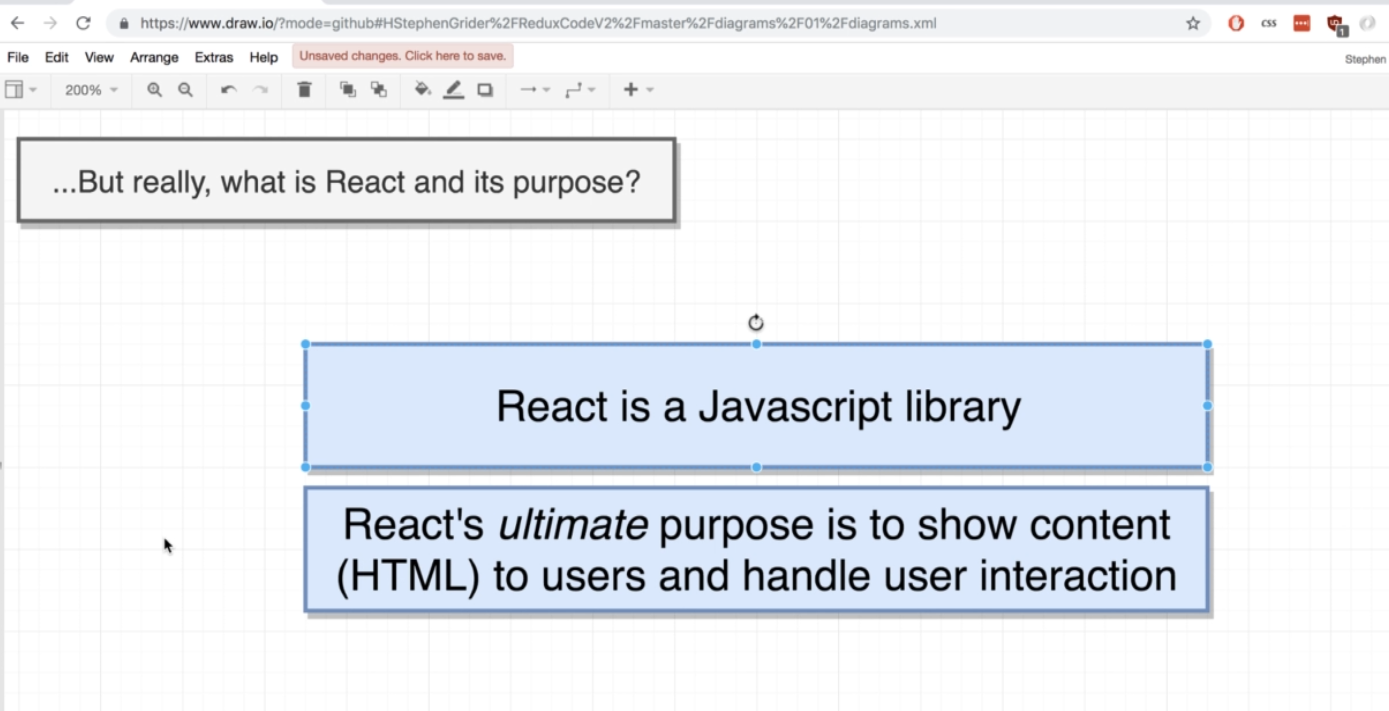 https://www.draw.io/?mode=github#HStephenGrider%2FReduxCodeV2%2Fmaster%2Fdiagrams%2F01%2Fdiagrams.xml
CSS
1
File Edit View Arrange Extras Help Unsaved changes. Click here to save.
Stephen
200%
...But really, what is React and its purpose?
React is a Javascript library
React's ultimate purpose is to show content
(HTML) to users and handle user interaction